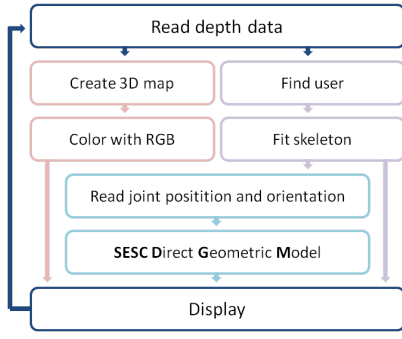 Read depth data
Create 3D map
Find user
Color with RGB
Fit skeleton
Read joint positition and orientation
SESC Direct Geometric Model
Display